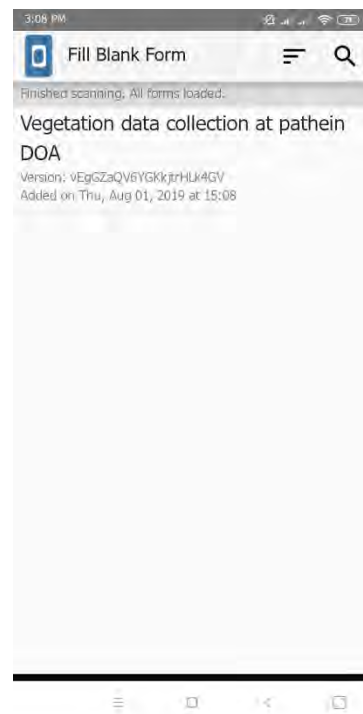 3:08 PM
Fill Blank Form
Finished scanning. All forms loaded.
Vegetation data collection at pathein
DOA
Version: vEgGZaQV6YGKkjtrHLk4GV
Added on Thu, Aug 01, 2019 at 15:08